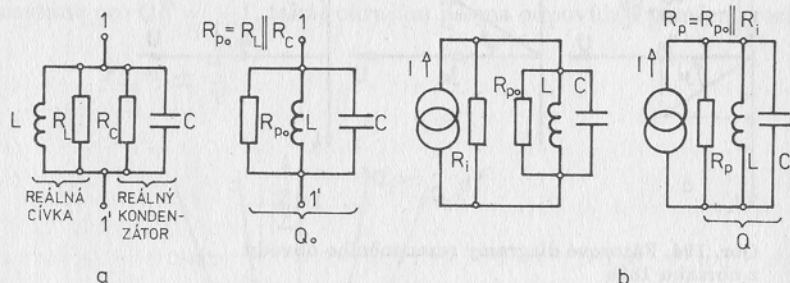 1
R_po = R_L ∥ R_C
1
L
R_L
R_C
C
REÁLNÁ CÍVKA
REÁLNÝ KONDEN- ZÁTOR
1'
a
R_po
L
C
1'
Q_o
I
R_i
R_po
L
C
R_p = R_po ∥ R_i
I
R_p
L
C
Q
b